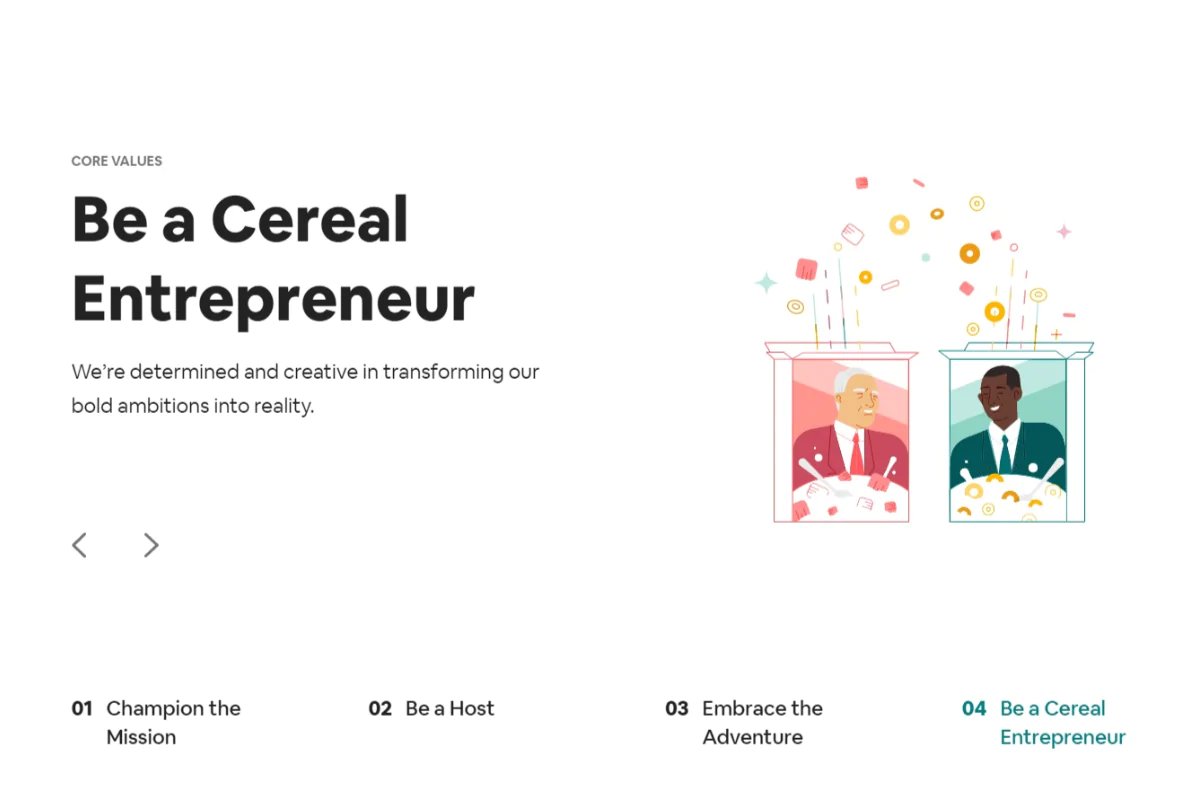 CORE VALUES
Be a Cereal
Entrepreneur
We’re determined and creative in transforming our
bold ambitions into reality.
01 Champion the
Mission
02 Be a Host
03 Embrace the
Adventure
04 Be a Cereal
Entrepreneur